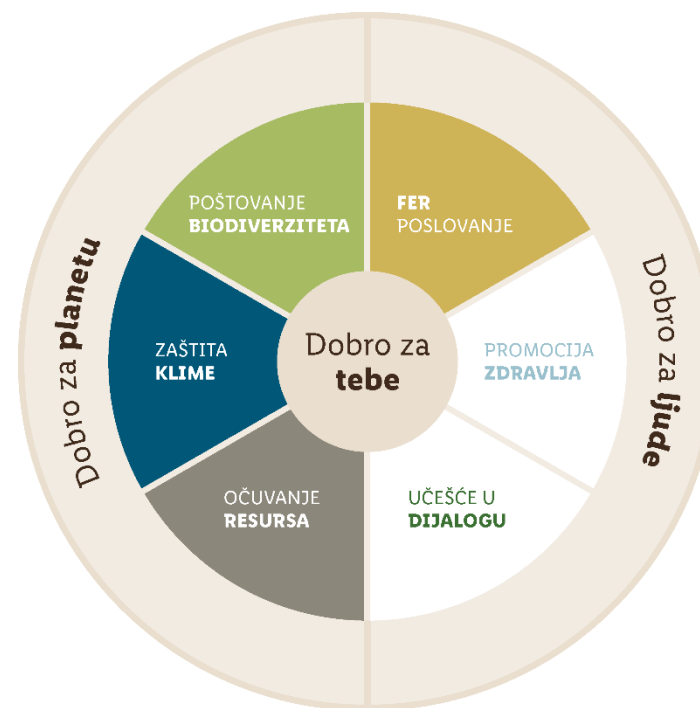 POŠTOVANJE
BIODIVERZITETA
FER
POSLOVANJE
Dobro za planetu
ZAŠTITA
KLIME
Dobro za
tebe
PROMOCIJA
ZDRAVLJA
Dobro za ljude
OČUVANJE
RESURSA
UČEŠĆE U
DIJALOGU